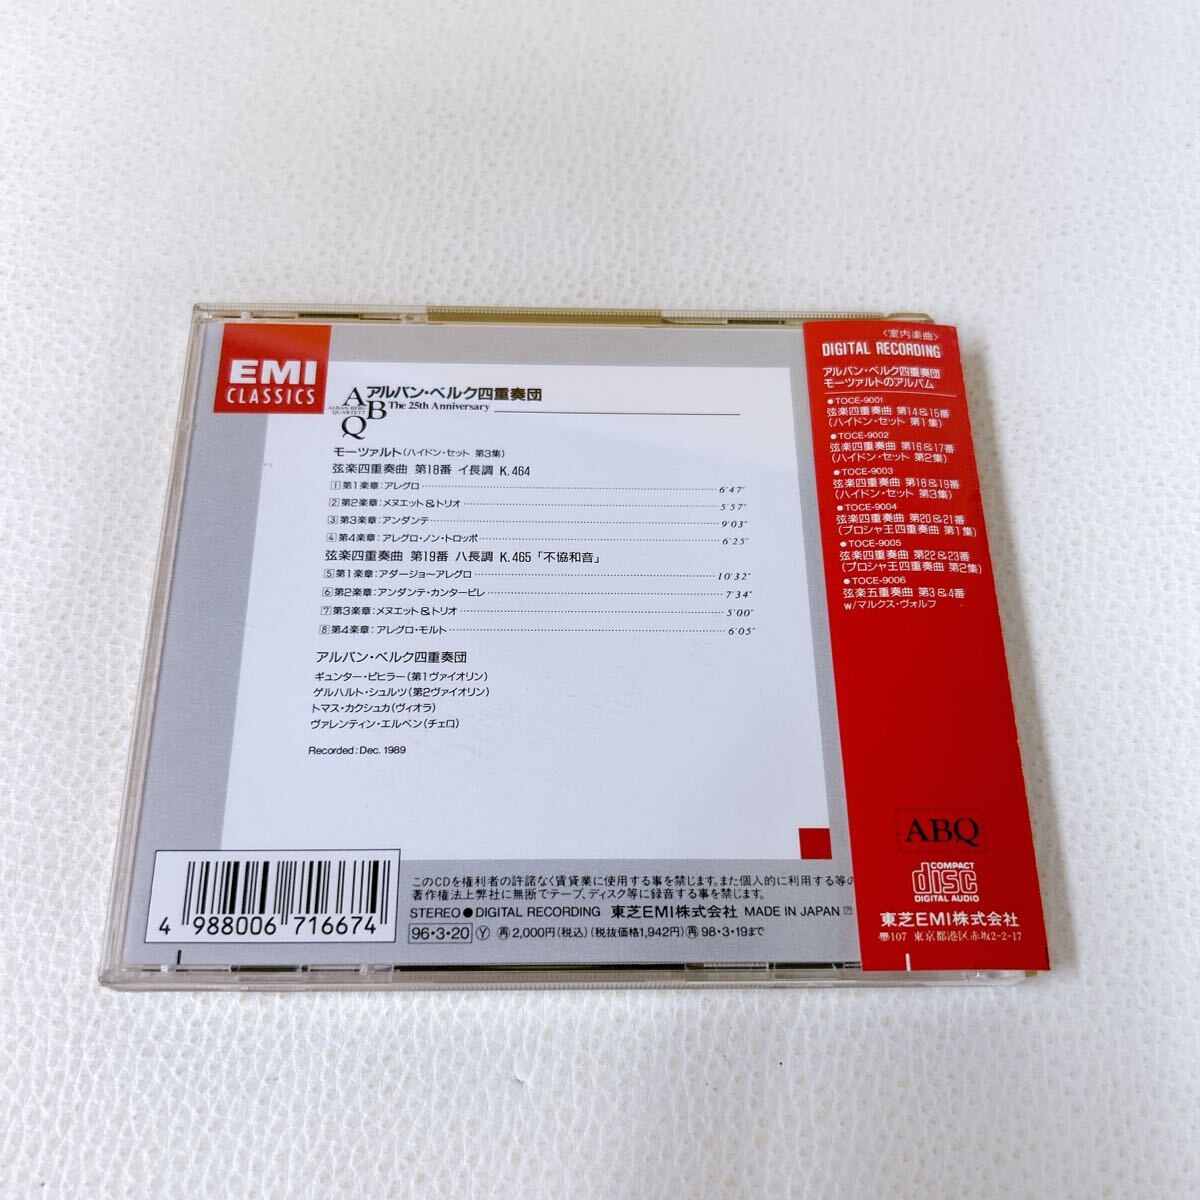 EMI
CLASSICS
ABQ
ALBAN BERG
QUARTETT
アルバン・ベルク四重奏団
The 25th Anniversary
モーツァルト(ハイドン・セット 第3集)
弦楽四重奏曲 第18番 イ長調 K.464
1 第1楽章:アレグロ 6'47"
2 第2楽章:メヌエット&トリオ 5'57"
3 第3楽章:アンダンテ 9'03"
4 第4楽章:アレグロ・ノン・トロッポ 6'25"
弦楽四重奏曲 第19番 ハ長調 K.465「不協和音」
5 第1楽章:アダージョ〜アレグロ 10'32"
6 第2楽章:アンダンテ・カンタービレ 7'34"
7 第3楽章:メヌエット&トリオ 5'00"
8 第4楽章:アレグロ・モルト 6'05"
アルバン・ベルク四重奏団
ギュンター・ピヒラー(第1ヴァイオリン)
ゲルハルト・シュルツ(第2ヴァイオリン)
トマス・カクシュカ(ヴィオラ)
ヴァレンティン・エルベン(チェロ)
Recorded: Dec. 1989
4 988006 716674
このCDを権利者の許諾なく賃貸業に使用する事を禁じます。また個人的に利用する等の
著作権法上弊社に無断でテープ、ディスク等に録音する事を禁じます。
STEREO●DIGITAL RECORDING 東芝EMI株式会社 MADE IN JAPAN
96・3・20 Ⓨ 再 2,000円(税込)(税抜価格1,942円) 再 98・3・19まで
〈室内楽曲〉
DIGITAL RECORDING
アルバン・ベルク四重奏団
モーツァルトのアルバム
●TOCE-9001
弦楽四重奏曲 第14&15番
(ハイドン・セット 第1集)
●TOCE-9002
弦楽四重奏曲 第16&17番
(ハイドン・セット 第2集)
●TOCE-9003
弦楽四重奏曲 第18&19番
(ハイドン・セット 第3集)
●TOCE-9004
弦楽四重奏曲 第20&21番
(プロシャ王四重奏曲 第1集)
●TOCE-9005
弦楽四重奏曲 第22&23番
(プロシャ王四重奏曲 第2集)
●TOCE-9006
弦楽五重奏曲 第3&4番
w/マルクス・ヴォルフ
ABQ
COMPACT
disc
DIGITAL AUDIO
東芝EMI株式会社
〠107 東京都港区赤坂2-2-17